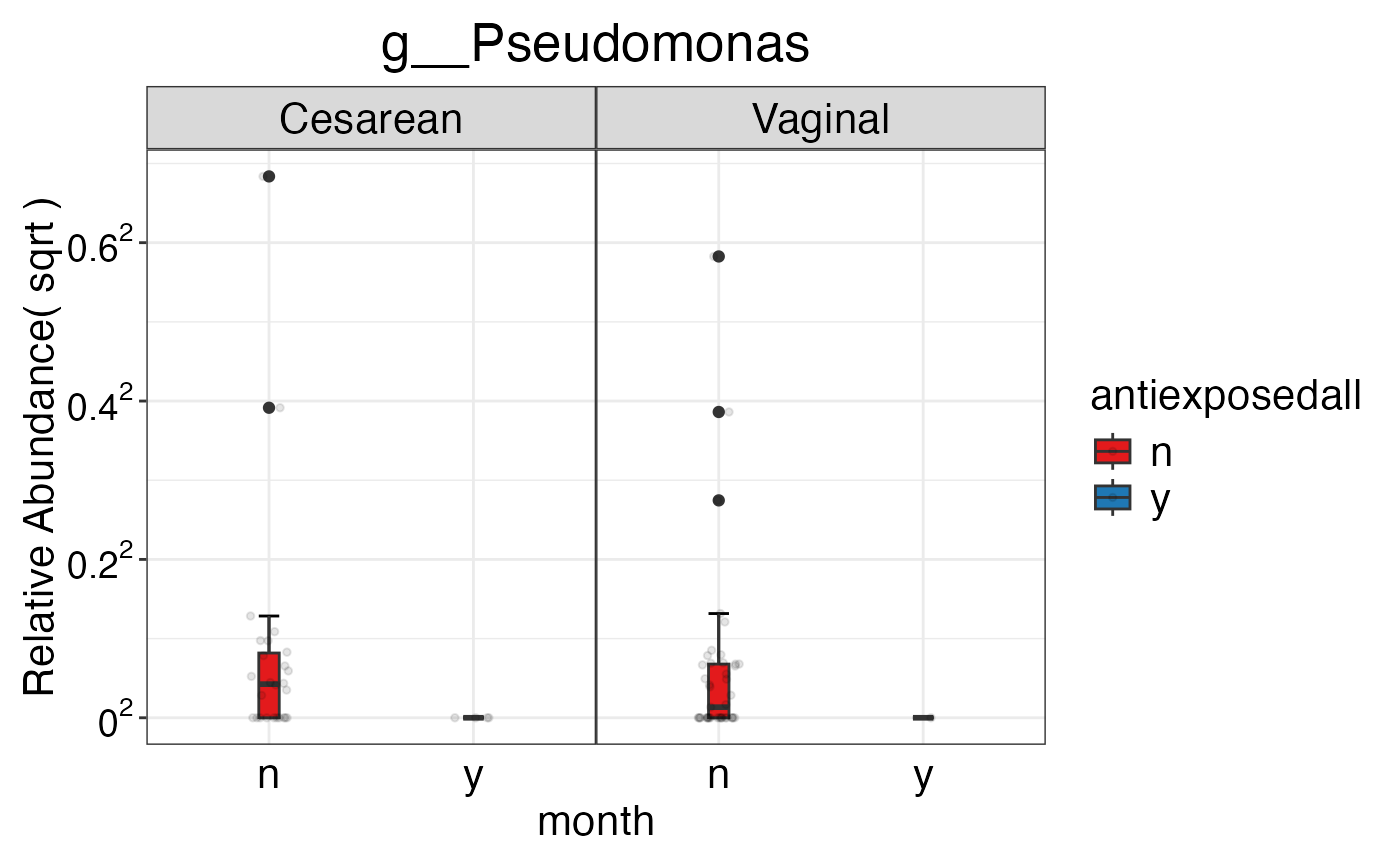 g__Pseudomonas
Cesarean
Vaginal
Relative Abundance( sqrt )
0.6²
0.4²
0.2²
0²
n
y
n
y
month
antiexposedall
n
y